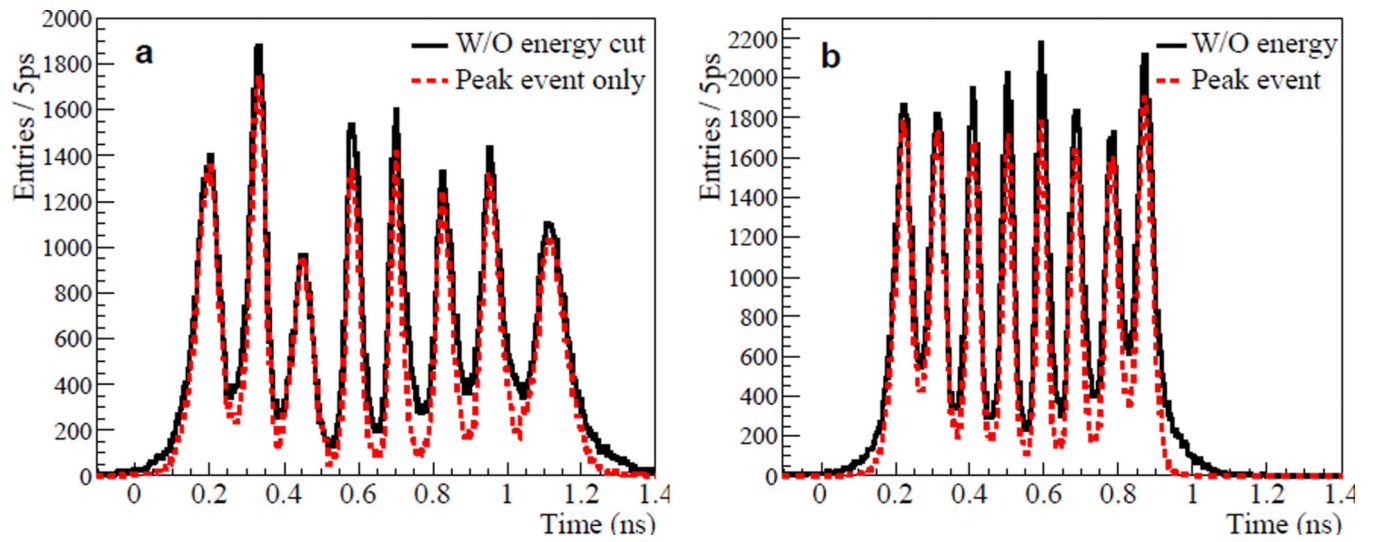 a
W/O energy cut
Peak event only
Entries / 5ps
2000
1800
1600
1400
1200
1000
800
600
400
200
0
0 0.2 0.4 0.6 0.8 1 1.2 1.4
Time (ns)
b
W/O energy
Peak event
Entries / 5ps
2200
2000
1800
1600
1400
1200
1000
800
600
400
200
0
0 0.2 0.4 0.6 0.8 1 1.2 1.4
Time (ns)